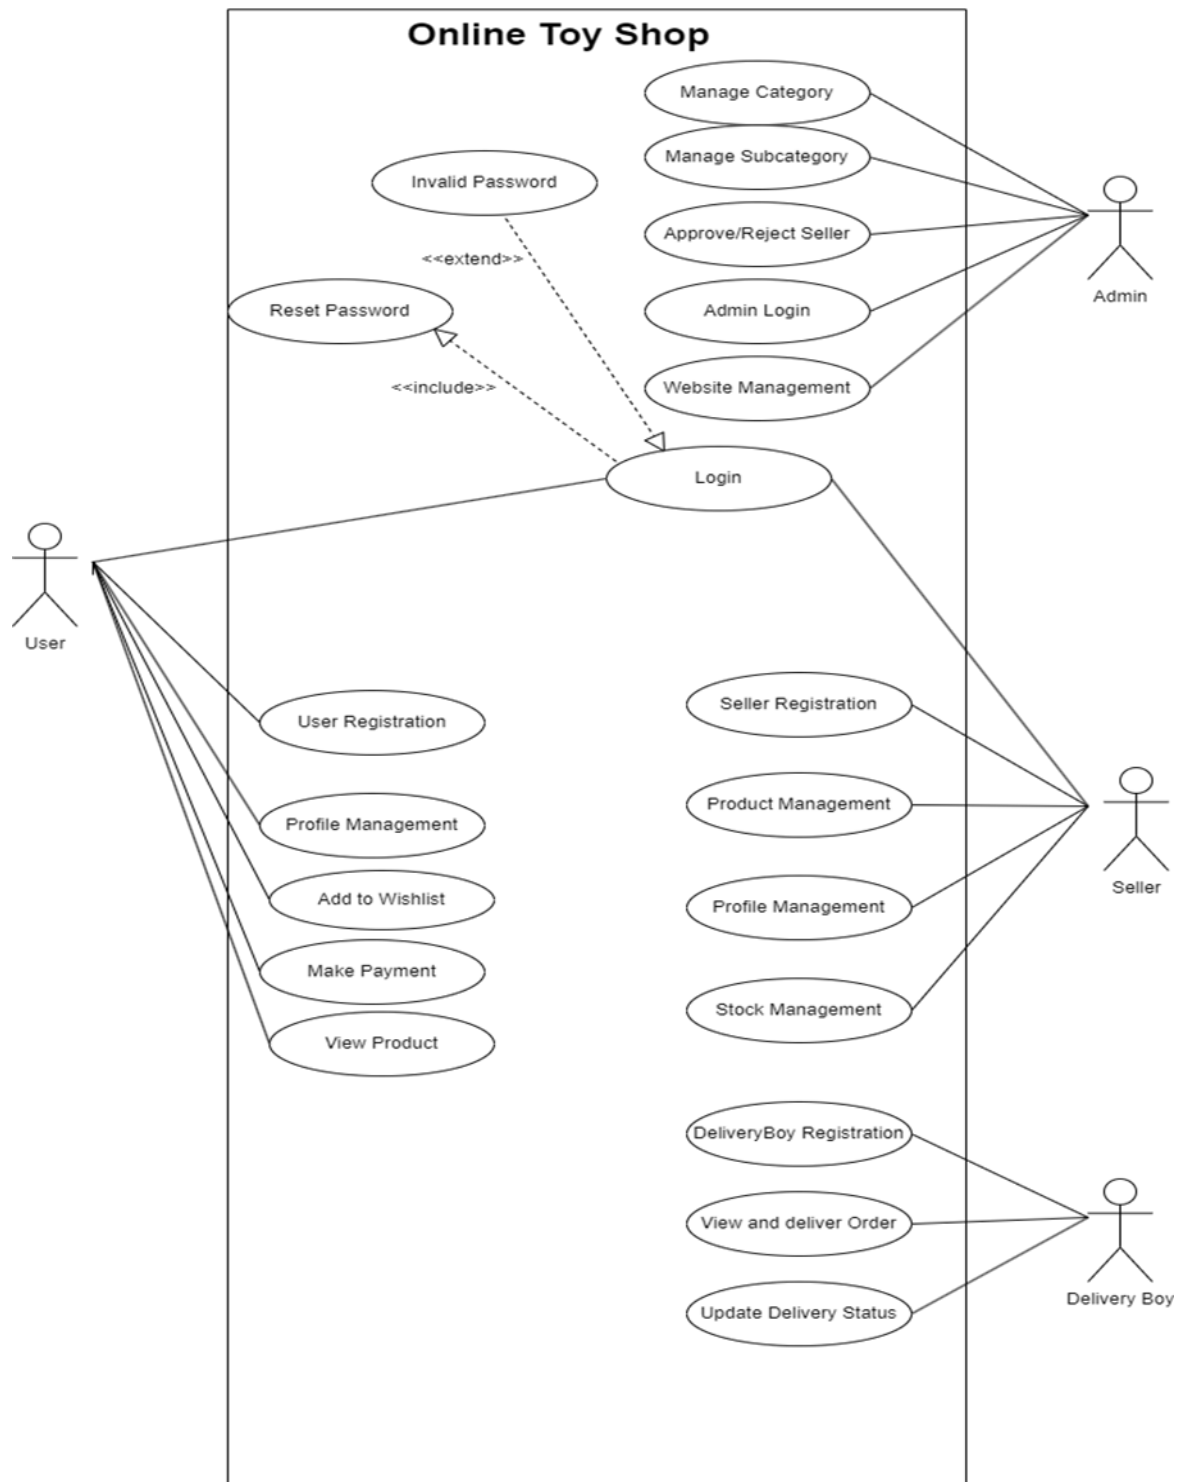 Online Toy Shop
Manage Category
Manage Subcategory
Invalid Password
Approve/Reject Seller
<<extend>>
Admin
Reset Password
Admin Login
<<include>>
Website Management
Login
User
User Registration
Seller Registration
Product Management
Profile Management
Seller
Add to Wishlist
Profile Management
Make Payment
Stock Management
View Product
DeliveryBoy Registration
View and deliver Order
Delivery Boy
Update Delivery Status